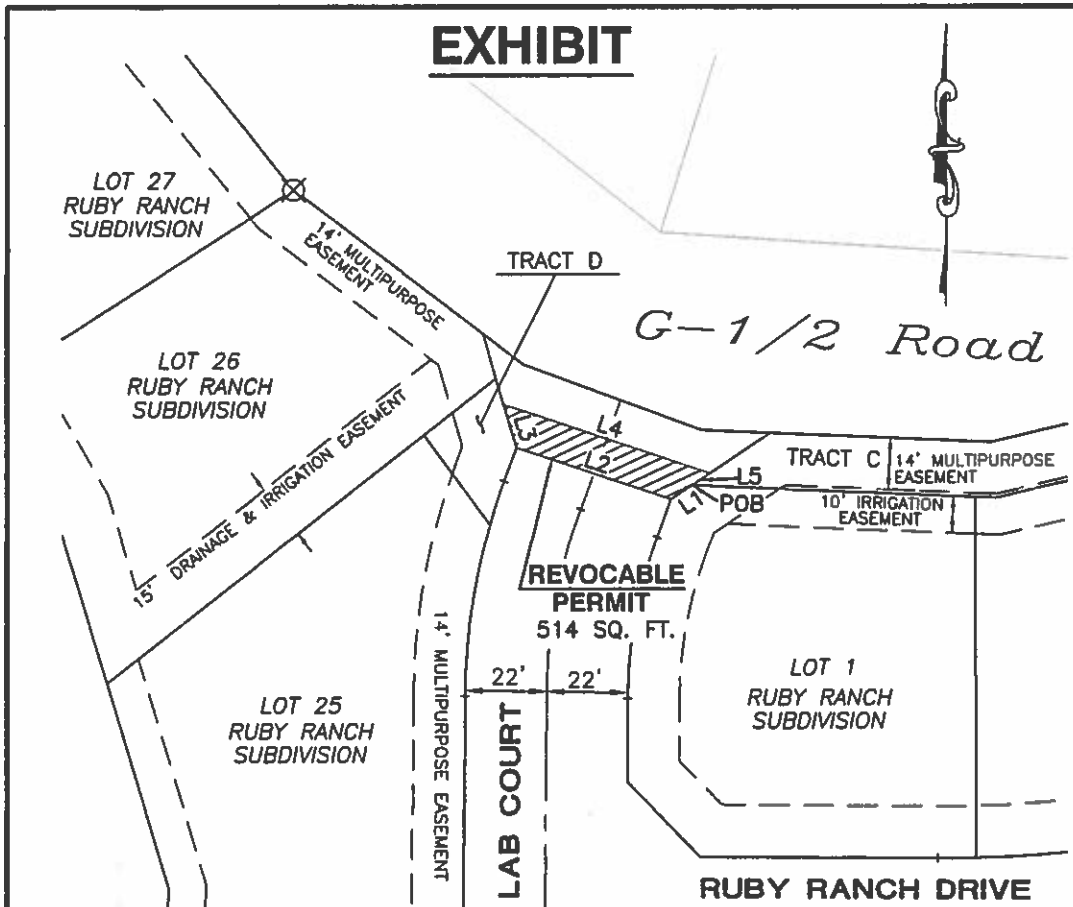 EXHIBIT
LOT 27
RUBY RANCH
SUBDIVISION
14' MULTIPURPOSE
EASEMENT
TRACT D
G-1/2 Road
LOT 26
RUBY RANCH
SUBDIVISION
15' DRAINAGE & IRRIGATION EASEMENT
L3
L4
L2
L5
L1
POB
TRACT C
14' MULTIPURPOSE
EASEMENT
10' IRRIGATION
EASEMENT
REVOCABLE
PERMIT
514 SQ. FT.
14' MULTIPURPOSE EASEMENT
22'
22'
LOT 1
RUBY RANCH
SUBDIVISION
LOT 25
RUBY RANCH
SUBDIVISION
LAB COURT
RUBY RANCH DRIVE